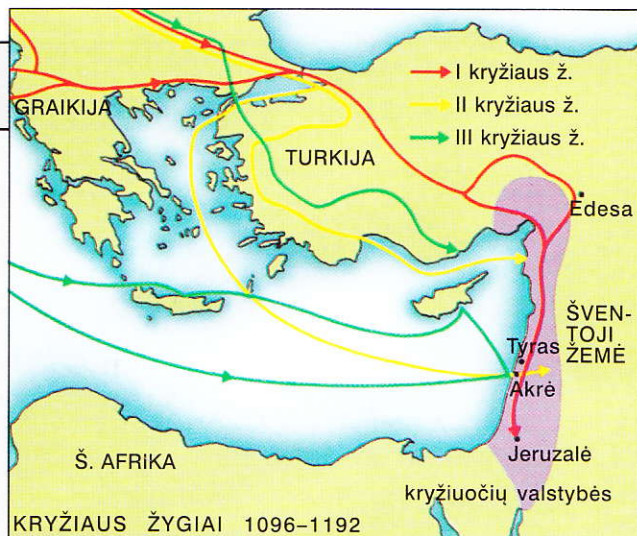 I kryžiaus ž.
II kryžiaus ž.
III kryžiaus ž.
GRAIKIJA
TURKIJA
Edesa
ŠVEN-
TOJI
ŽEMĖ
Tyras
Akrė
Jeruzalė
Š. AFRiKA
kryžiuočių valstybės
KRYŽIAUS ŽYGIAI 1096–1192